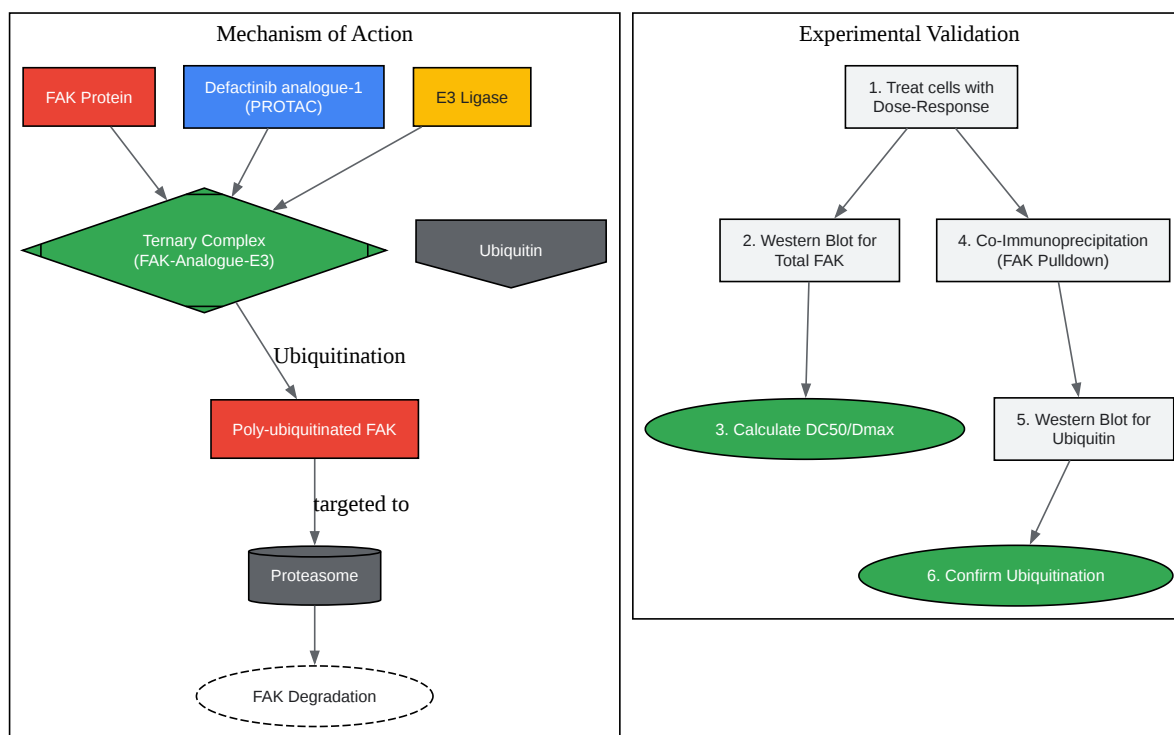 Mechanism of Action
FAK Protein
Defactinib analogue-1
(PROTAC)
E3 Ligase
Ternary Complex
(FAK-Analogue-E3)
Ubiquitin
Ubiquitination
Poly-ubiquitinated FAK
targeted to
Proteasome
FAK Degradation
Experimental Validation
1. Treat cells with
Dose-Response
2. Western Blot for
Total FAK
4. Co-Immunoprecipitation
(FAK Pulldown)
3. Calculate DC50/Dmax
5. Western Blot for
Ubiquitin
6. Confirm Ubiquitination